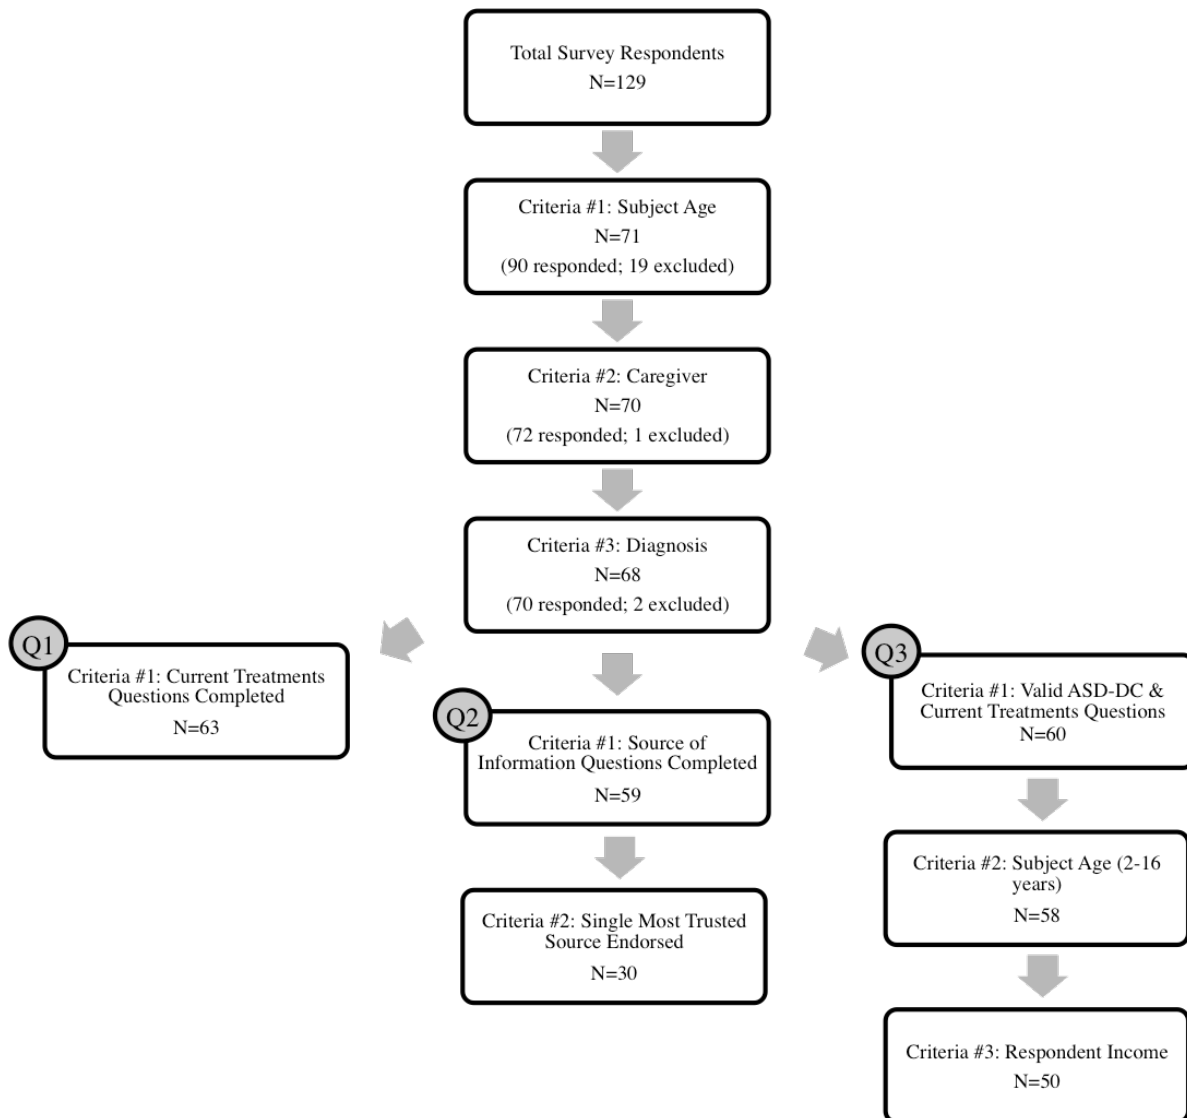 Total Survey Respondents
N=129
Criteria #1: Subject Age
N=71
(90 responded; 19 excluded)
Criteria #2: Caregiver
N=70
(72 responded; 1 excluded)
Criteria #3: Diagnosis
N=68
(70 responded; 2 excluded)
Q1
Criteria #1: Current Treatments
Questions Completed
N=63
Q2
Criteria #1: Source of
Information Questions Completed
N=59
Criteria #2: Single Most Trusted
Source Endorsed
N=30
Q3
Criteria #1: Valid ASD-DC &
Current Treatments Questions
N=60
Criteria #2: Subject Age (2-16
years)
N=58
Criteria #3: Respondent Income
N=50